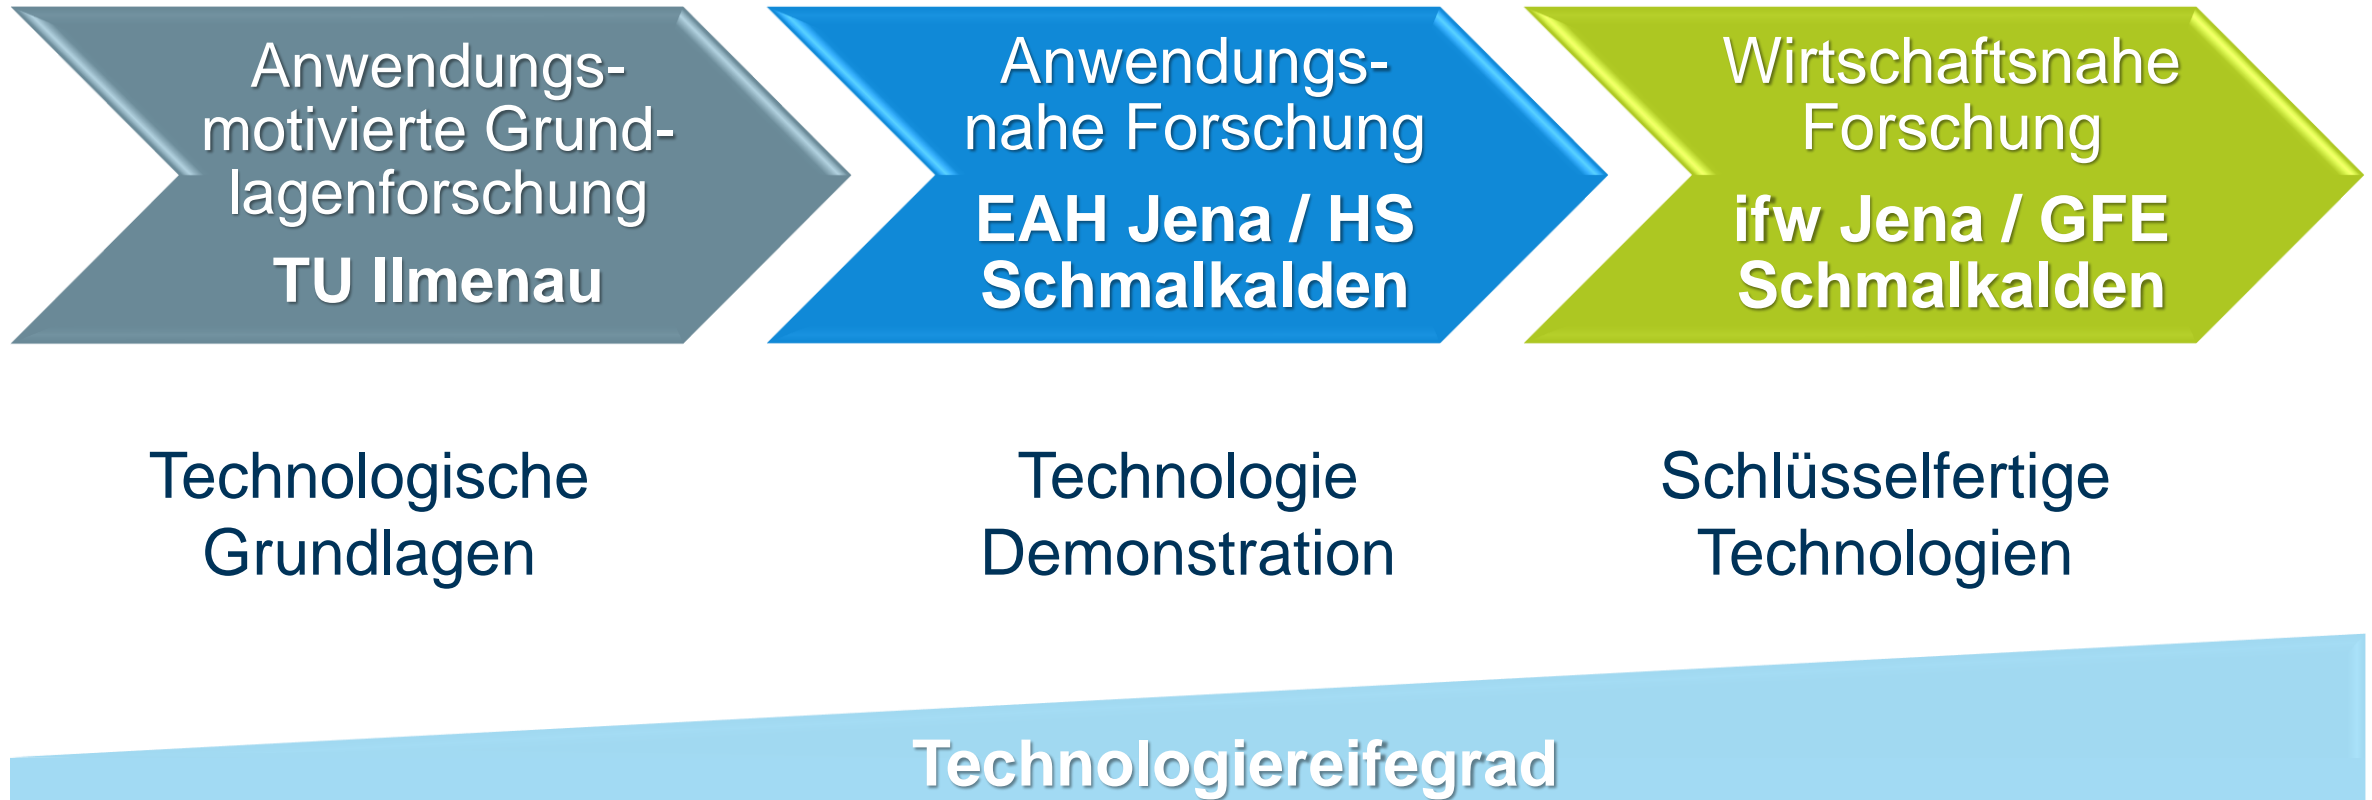 Anwendungs-
motivierte Grund-
lagenforschung
TU Ilmenau
Anwendungs-
nahe Forschung
EAH Jena / HS
Schmalkalden
Wirtschaftsnahe
Forschung
ifw Jena / GFE
Schmalkalden
Technologische
Grundlagen
Technologie
Demonstration
Schlüsselfertige
Technologien
Technologiereifegrad